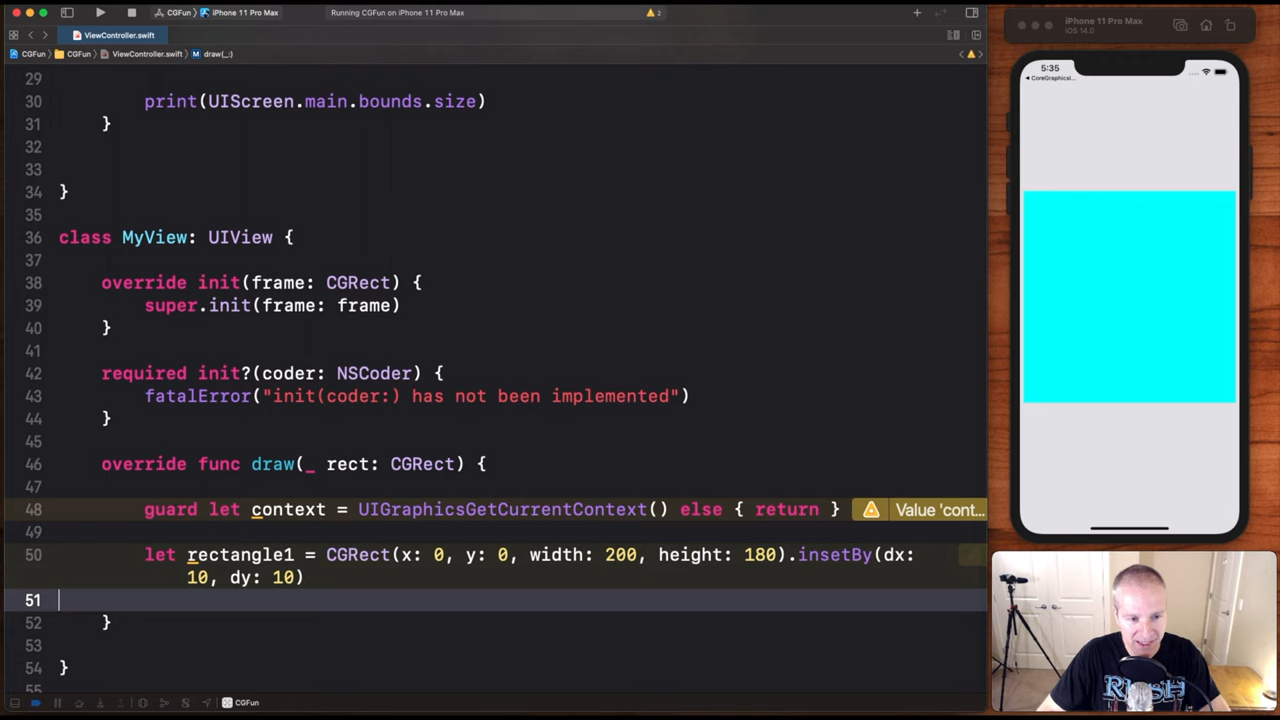 CGFun
iPhone 11 Pro Max
Running CGFun on iPhone 11 Pro Max
2
ViewController.swift
CGFun
CGFun
ViewController.swift
draw(_:)
29
30 print(UIScreen.main.bounds.size)
31 }
32
33
34 }
35
36 class MyView: UIView {
37
38 override init(frame: CGRect) {
39 super.init(frame: frame)
40 }
41
42 required init?(coder: NSCoder) {
43 fatalError("init(coder:) has not been implemented")
44 }
45
46 override func draw(_ rect: CGRect) {
47
48 guard let context = UIGraphicsGetCurrentContext() else { return } Value 'cont...
49
50 let rectangle1 = CGRect(x: 0, y: 0, width: 200, height: 180).insetBy(dx:
10, dy: 10)
51
52 }
53
54 }
55
CGFun
iPhone 11 Pro Max
iOS 14.0
5:35
CoreGraphicsI...